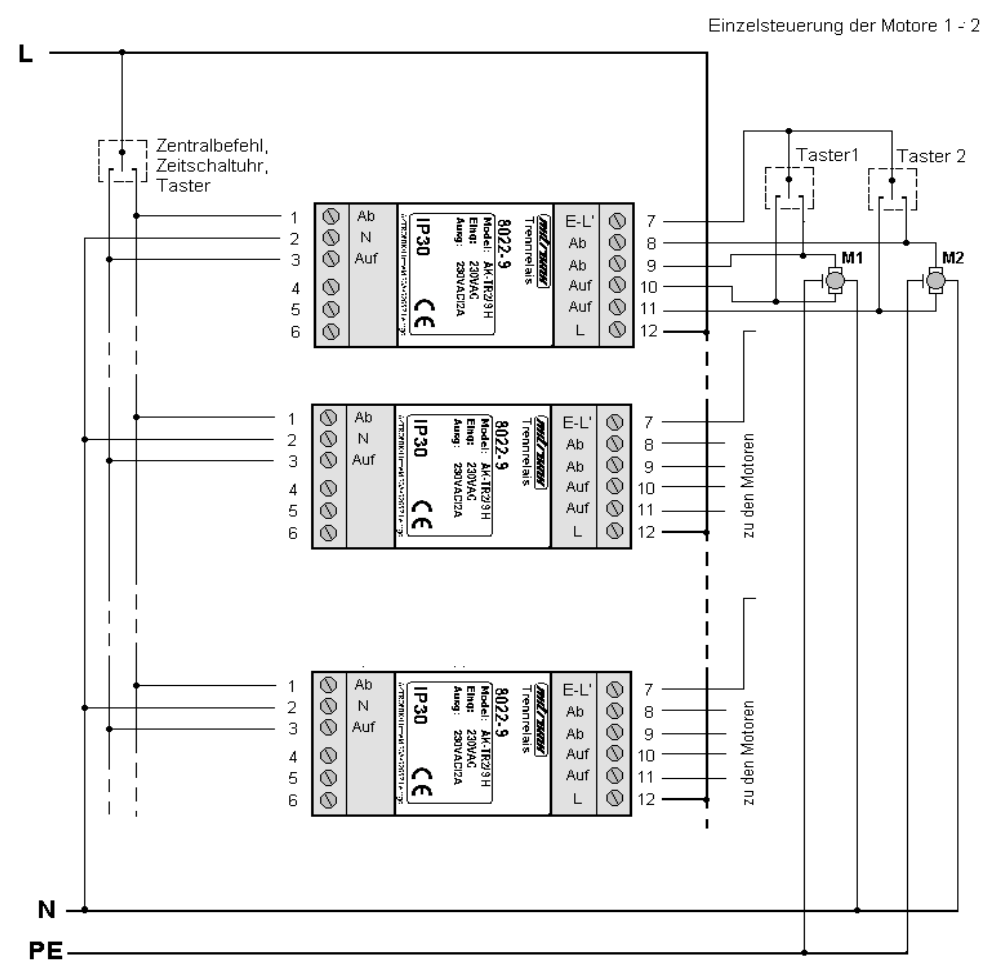 Einzelsteuerung der Motore 1 - 2
L
Zentralbefehl,
Zeitschaltuhr,
Taster
Taster1
Taster 2
1 Ab
2 N
3 Auf
4
5
6
IP30
CE
Model: AK-TR2/9 H
Eing: 230VAC
Ausg: 230VAC/2A
8022-9
Trennrelais
E-L' 7
Ab 8
Ab 9
Auf 10
Auf 11
L 12
M1
M2
1 Ab
2 N
3 Auf
4
5
6
IP30
CE
Model: AK-TR2/9 H
Eing: 230VAC
Ausg: 230VAC/2A
8022-9
Trennrelais
E-L' 7
Ab 8
Ab 9
Auf 10
Auf 11
L 12
zu den Motoren
1 Ab
2 N
3 Auf
4
5
6
IP30
CE
Model: AK-TR2/9 H
Eing: 230VAC
Ausg: 230VAC/2A
8022-9
Trennrelais
E-L' 7
Ab 8
Ab 9
Auf 10
Auf 11
L 12
zu den Motoren
N
PE